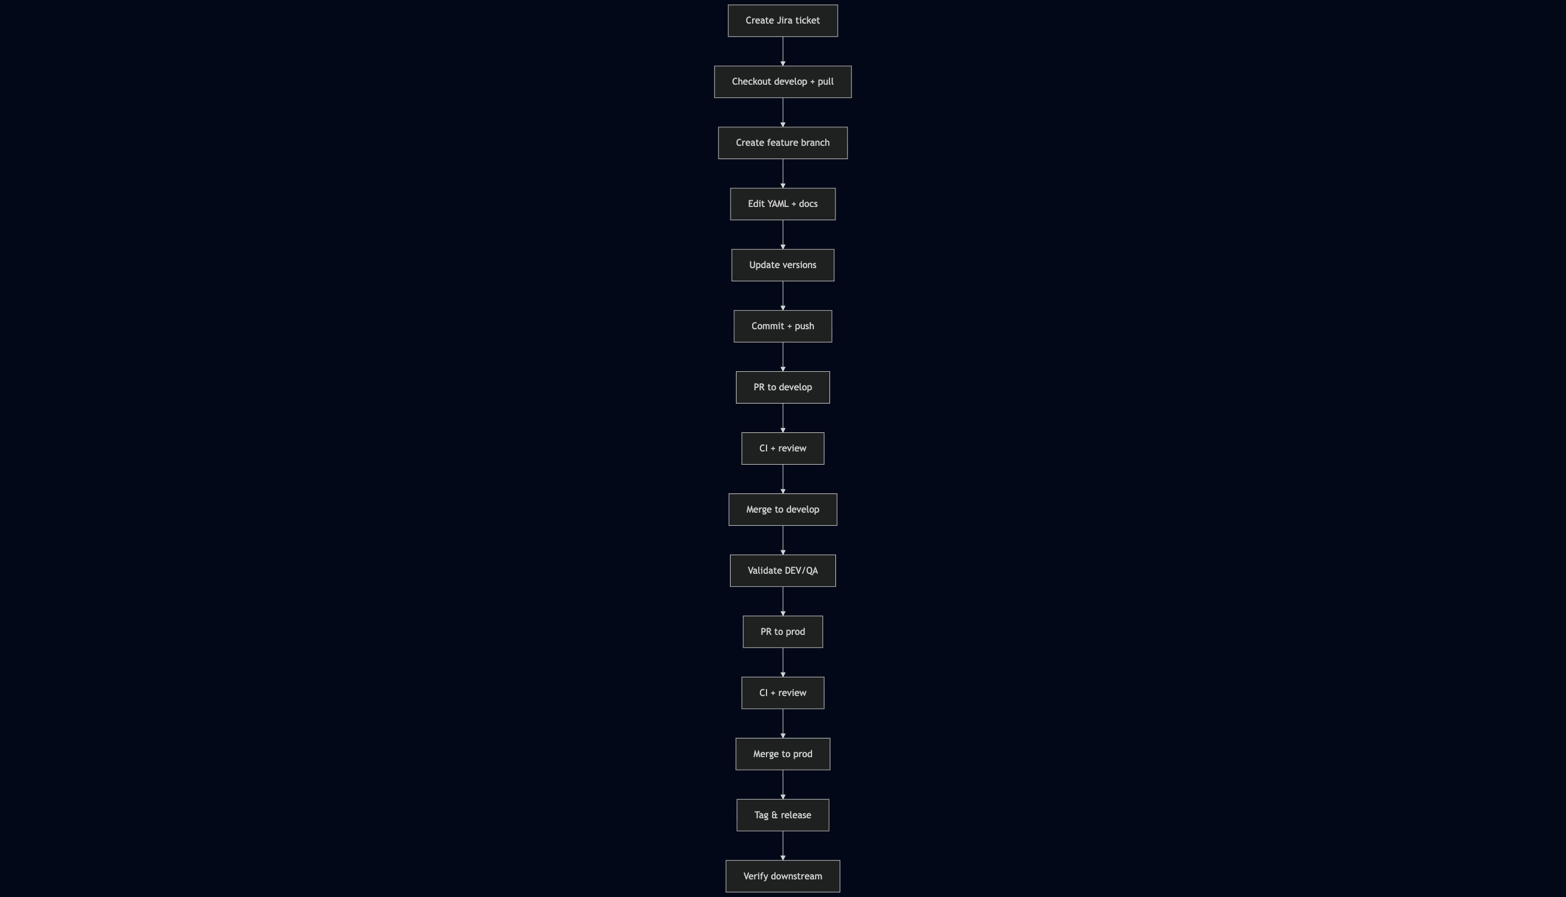 Create Jira ticket
Checkout develop + pull
Create feature branch
Edit YAML + docs
Update versions
Commit + push
PR to develop
CI + review
Merge to develop
Validate DEV/QA
PR to prod
CI + review
Merge to prod
Tag & release
Verify downstream